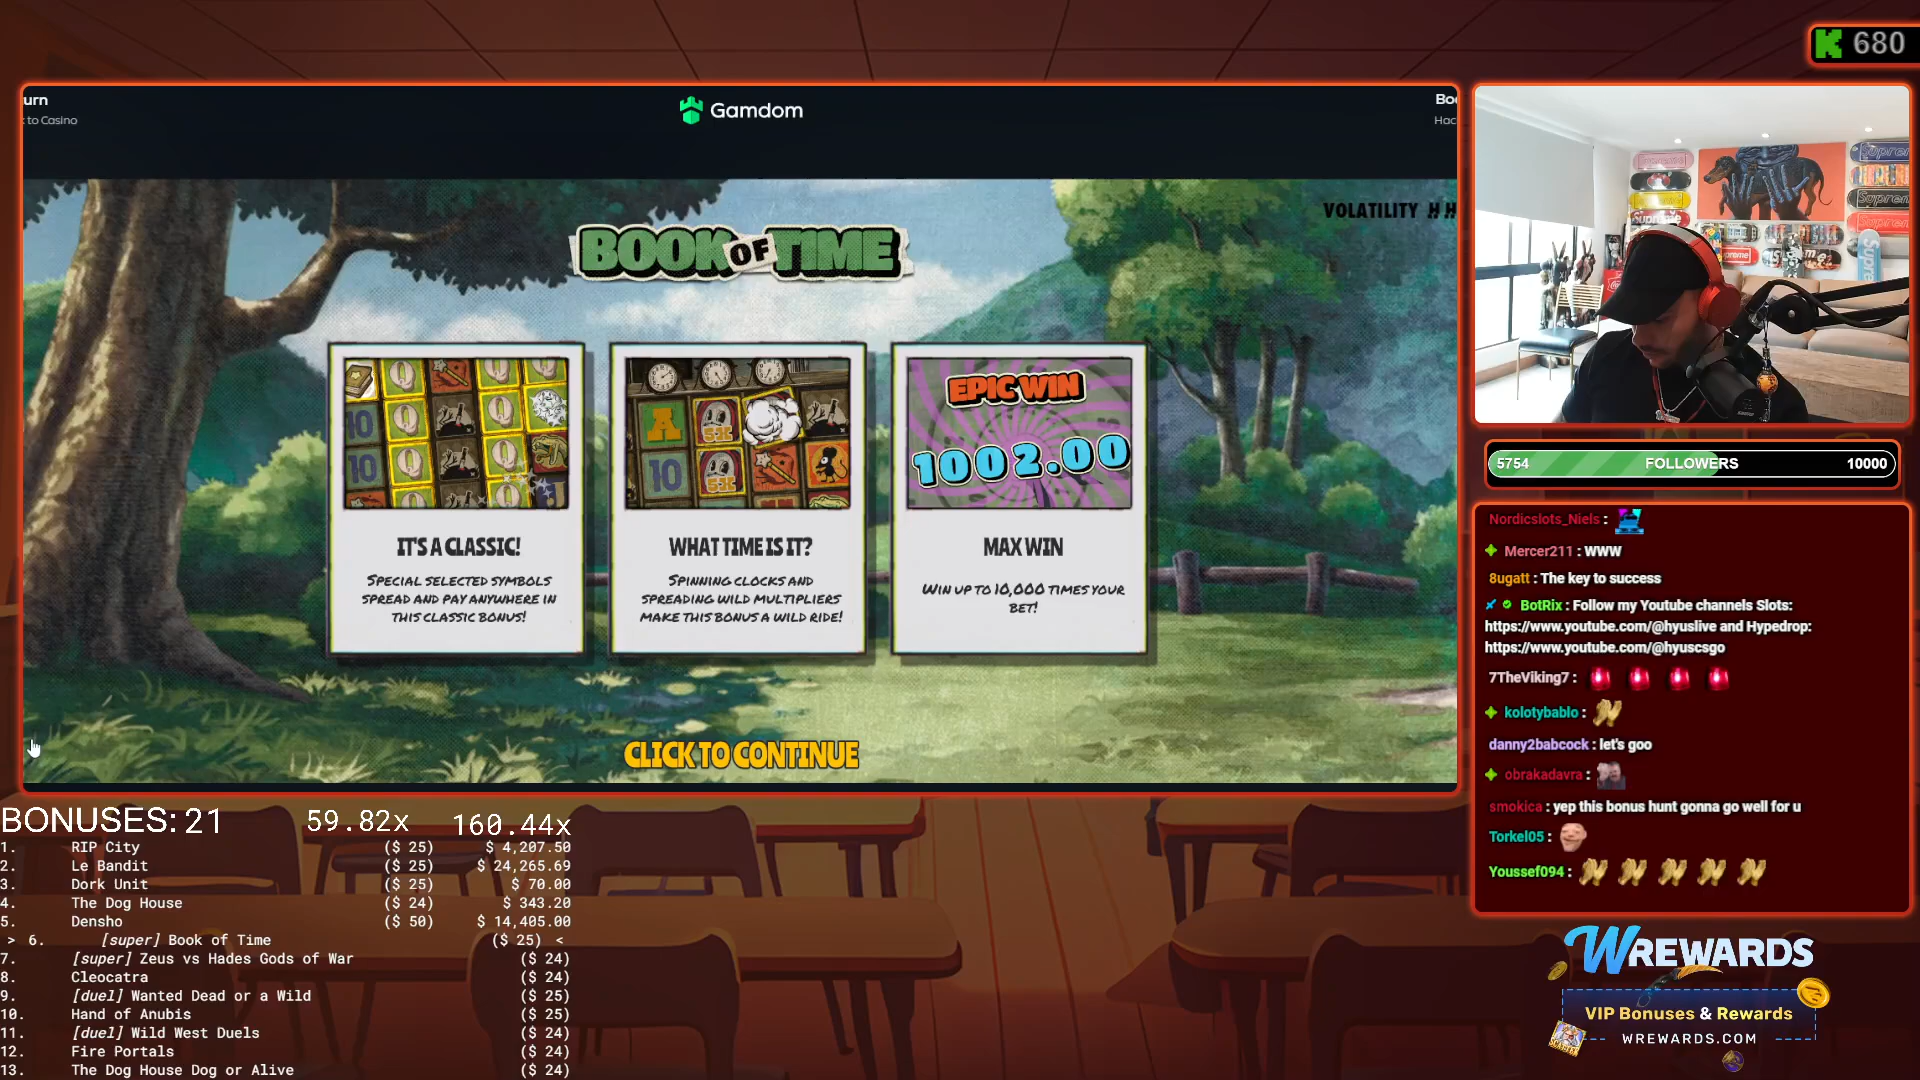 680
urn
to Casino
Gamdom
Boo
Hac
VOLATILITY
BOOK OF TIME
EPIC WIN
1002.00
IT'S A CLASSIC!
SPECIAL SELECTED SYMBOLS
SPREAD AND PAY ANYWHERE IN
THIS CLASSIC BONUS!
WHAT TIME IS IT?
SPINNING CLOCKS AND
SPREADING WILD MULTIPLIERS
MAKE THIS BONUS A WILD RIDE!
MAX WIN
WIN UP TO 10,000 TIMES YOUR
BET!
CLICK TO CONTINUE
5754 FOLLOWERS 10000
Nordicslots_Niels :
Mercer211 : WWW
8ugatt : The key to success
BotRix : Follow my Youtube channels Slots:
https://www.youtube.com/@hyuslive and Hypedrop:
https://www.youtube.com/@hyuscsgo
7TheViking7 :
kolotybablo :
danny2babcock : let's goo
obrakadavra :
smokica : yep this bonus hunt gonna go well for u
Torkel05 :
Youssef094 :
WREWARDS
VIP Bonuses & Rewards
WREWARDS.COM
BONUSES: 21 59.82x 160.44x
1. RIP City ($ 25) $ 4,207.50
2. Le Bandit ($ 25) $ 24,265.69
3. Dork Unit ($ 25) $ 70.00
4. The Dog House ($ 24) $ 343.20
5. Densho ($ 50) $ 14,405.00
> 6. [super] Book of Time ($ 25) <
7. [super] Zeus vs Hades Gods of War ($ 24)
8. Cleocatra ($ 24)
9. [duel] Wanted Dead or a Wild ($ 25)
10. Hand of Anubis ($ 25)
11. [duel] Wild West Duels ($ 24)
12. Fire Portals ($ 24)
13. The Dog House Dog or Alive ($ 24)